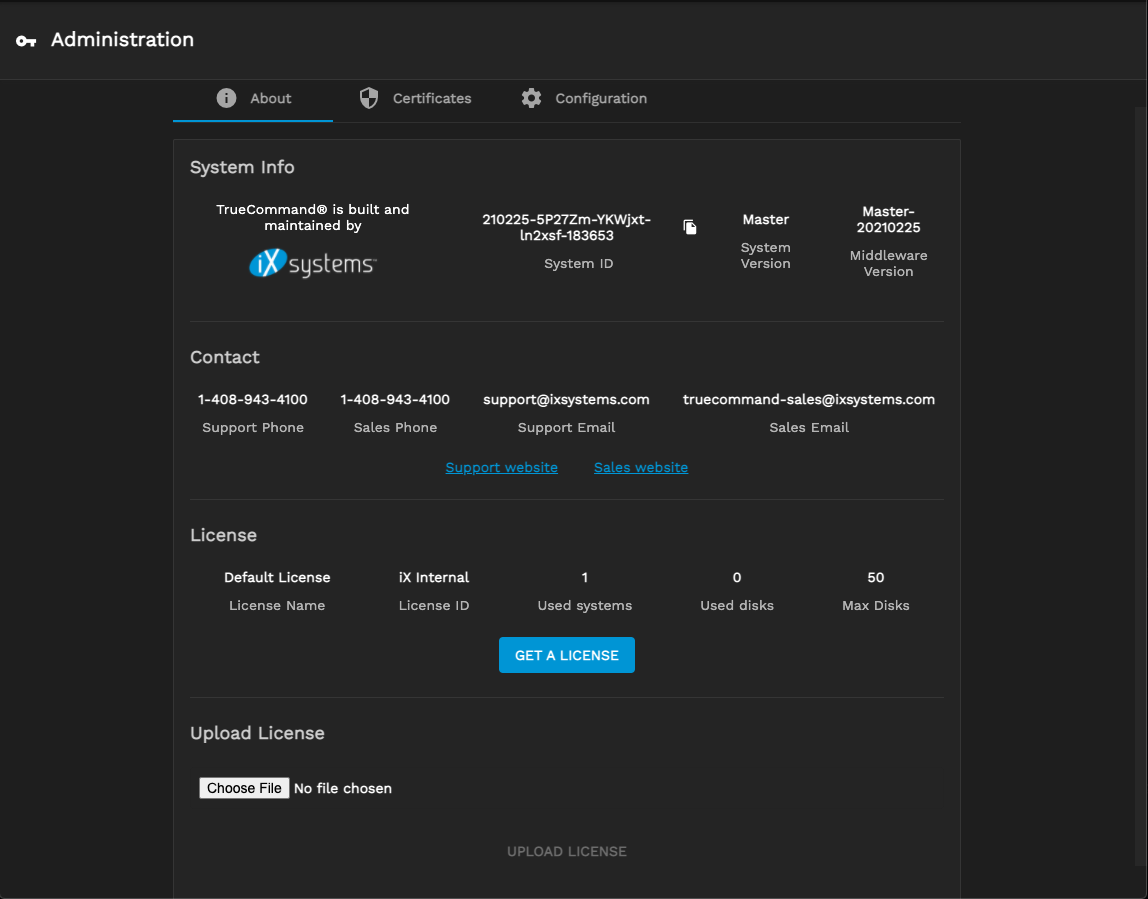 Administration
About
Certificates
Configuration
System Info
TrueCommand® is built and
maintained by
iXsystems™
210225-5P27Zm-YKWjxt-
ln2xsf-183653
System ID
Master
System
Version
Master-
20210225
Middleware
Version
Contact
1-408-943-4100
Support Phone
1-408-943-4100
Sales Phone
support@ixsystems.com
Support Email
truecommand-sales@ixsystems.com
Sales Email
Support website
Sales website
License
Default License
License Name
iX Internal
License ID
1
Used systems
0
Used disks
50
Max Disks
GET A LICENSE
Upload License
Choose File No file chosen
UPLOAD LICENSE